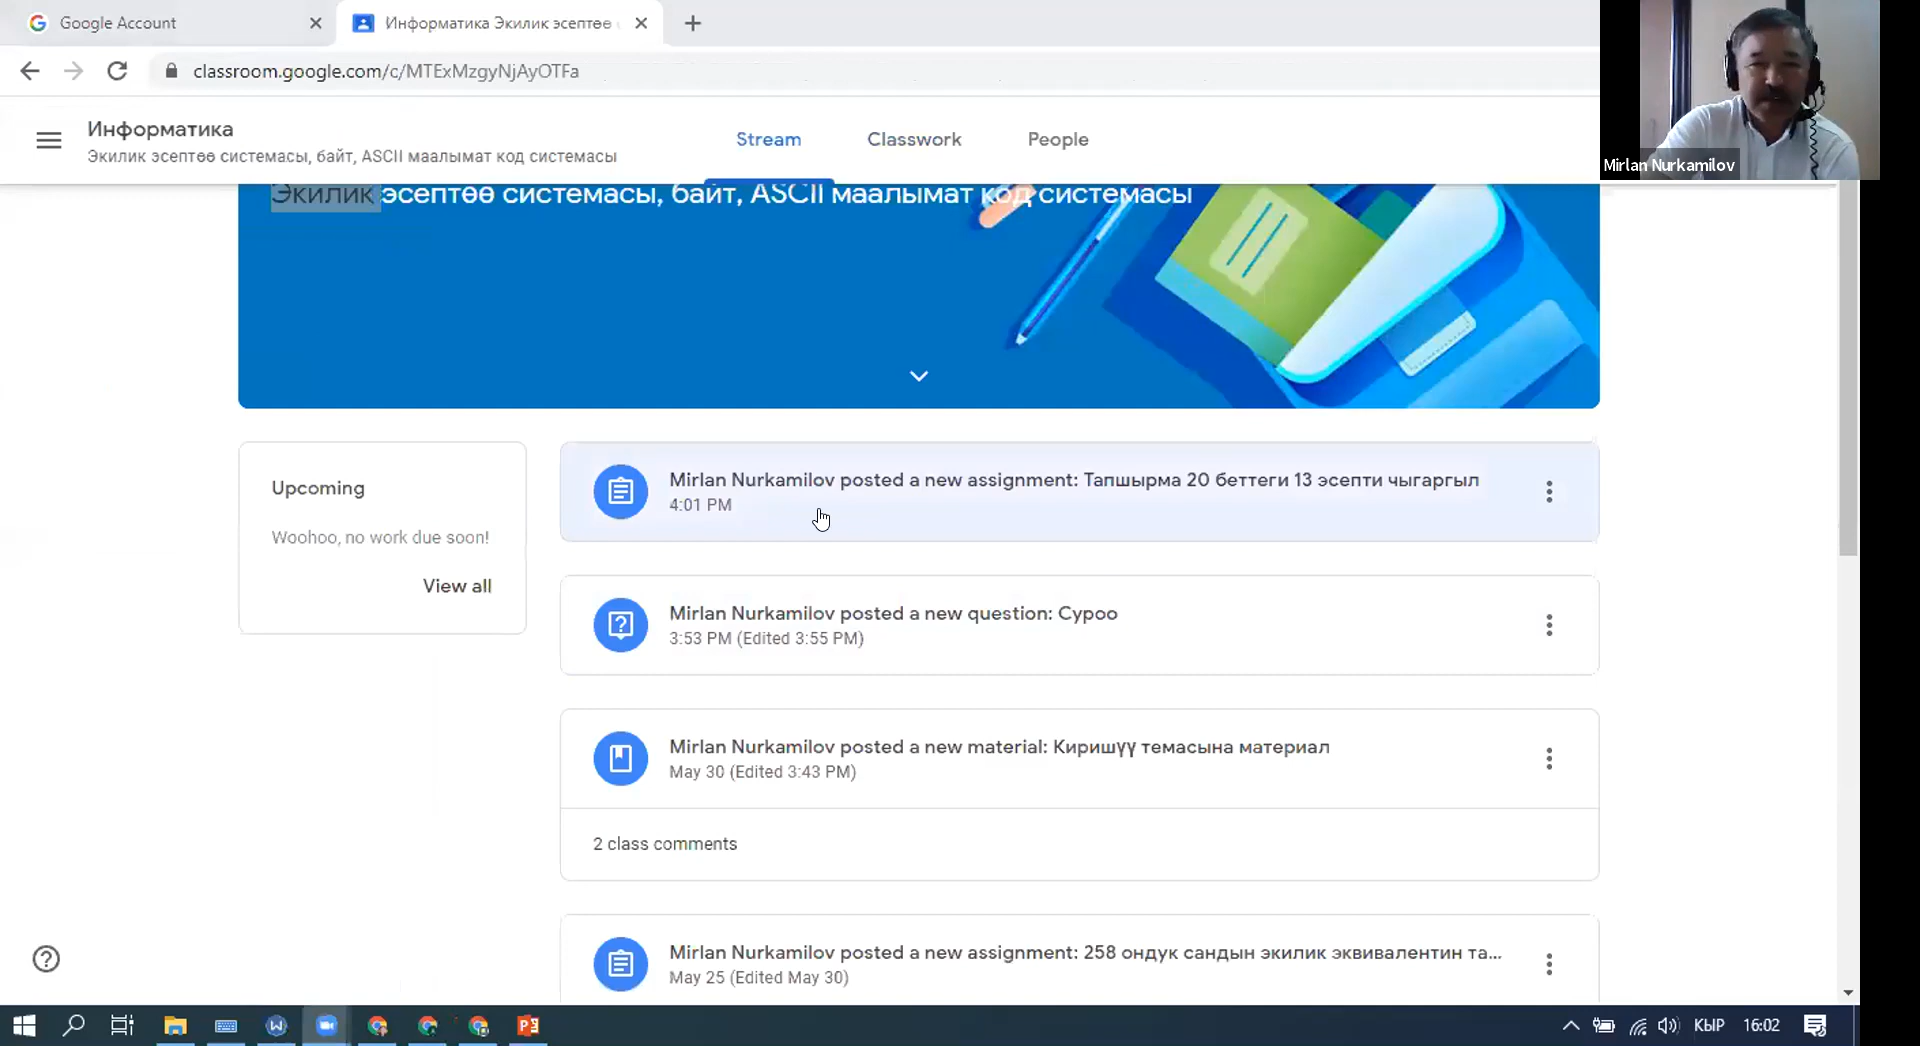 Google Account
Информатика Экилик эсептөө
classroom.google.com/c/MTExMzgyNjAyOTFa
Информатика
Экилик эсептөө системасы, байт, ASCII маалымат код системасы
Stream
Classwork
People
Mirlan Nurkamilov
Экилик эсептөө системасы, байт, ASCII маалымат код системасы
Upcoming
Woohoo, no work due soon!
View all
Mirlan Nurkamilov posted a new assignment: Тапшырма 20 беттеги 13 эсепти чыгаргыл
4:01 PM
Mirlan Nurkamilov posted a new question: Суроо
3:53 PM (Edited 3:55 PM)
Mirlan Nurkamilov posted a new material: Киришүү темасына материал
May 30 (Edited 3:43 PM)
2 class comments
Mirlan Nurkamilov posted a new assignment: 258 ондук сандын экилик эквивалентин та...
May 25 (Edited May 30)
КЫР
16:02